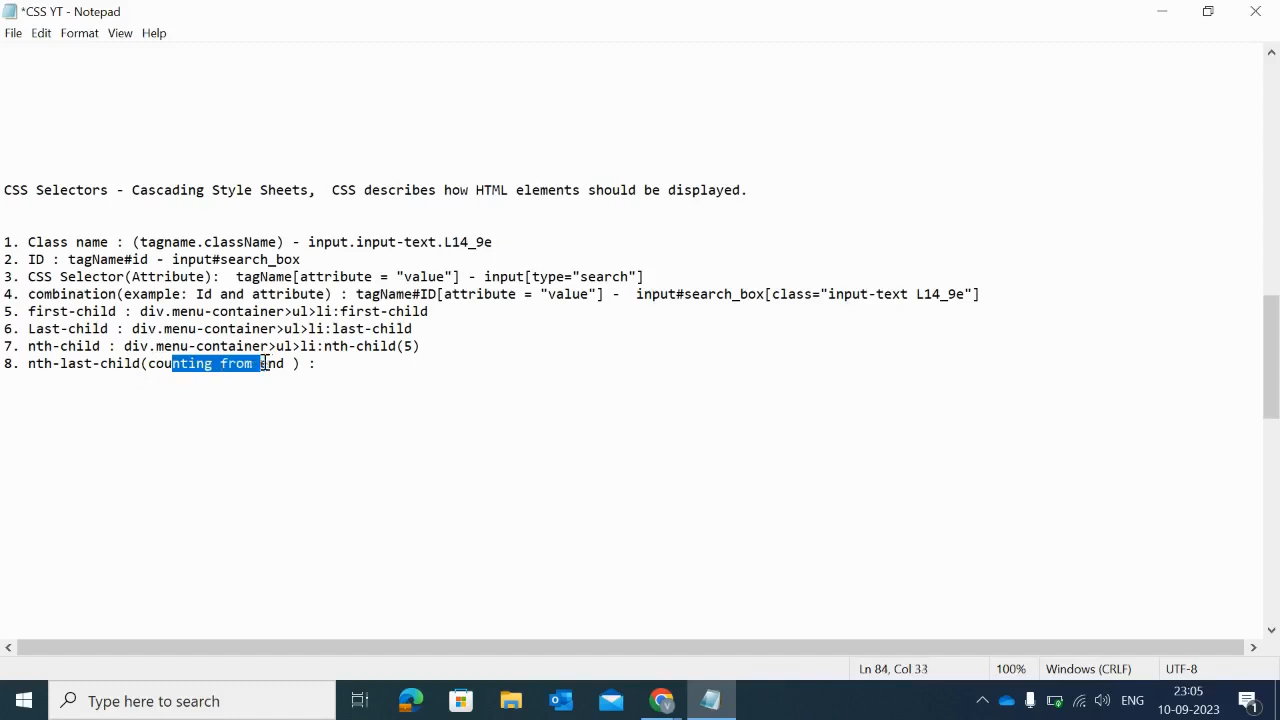 *CSS YT - Notepad
File Edit Format View Help
CSS Selectors - Cascading Style Sheets,  CSS describes how HTML elements should be displayed.
1. Class name : (tagname.className) - input.input-text.L14_9e
2. ID : tagName#id - input#search_box
3. CSS Selector(Attribute):  tagName[attribute = "value"] - input[type="search"]
4. combination(example: Id and attribute) : tagName#ID[attribute = "value"] -  input#search_box[class="input-text L14_9e"]
5. first-child : div.menu-container>ul>li:first-child
6. Last-child : div.menu-container>ul>li:last-child
7. nth-child : div.menu-container>ul>li:nth-child(5)
8. nth-last-child(counting from end ) :
Ln 84, Col 33 100% Windows (CRLF) UTF-8
Type here to search
ENG
23:05
10-09-2023
1